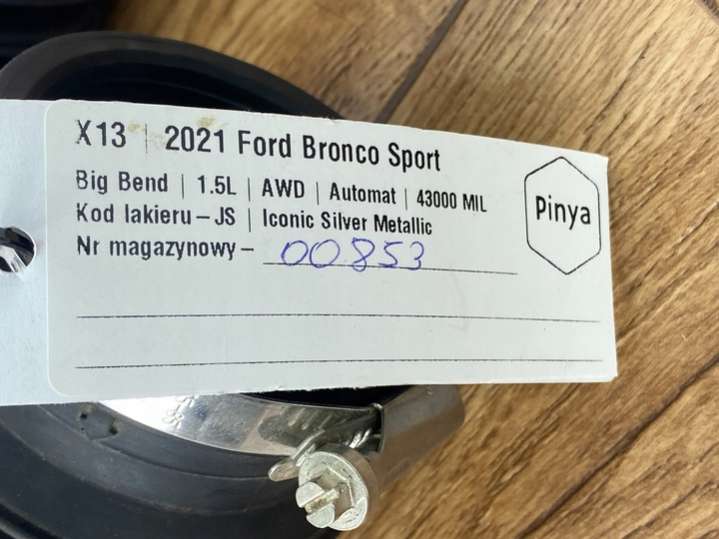 X13 | 2021 Ford Bronco Sport
Big Bend | 1.5L | AWD | Automat | 43000 MIL
Kod lakieru – JS | Iconic Silver Metallic
Nr magazynowy – 00853
Pinya